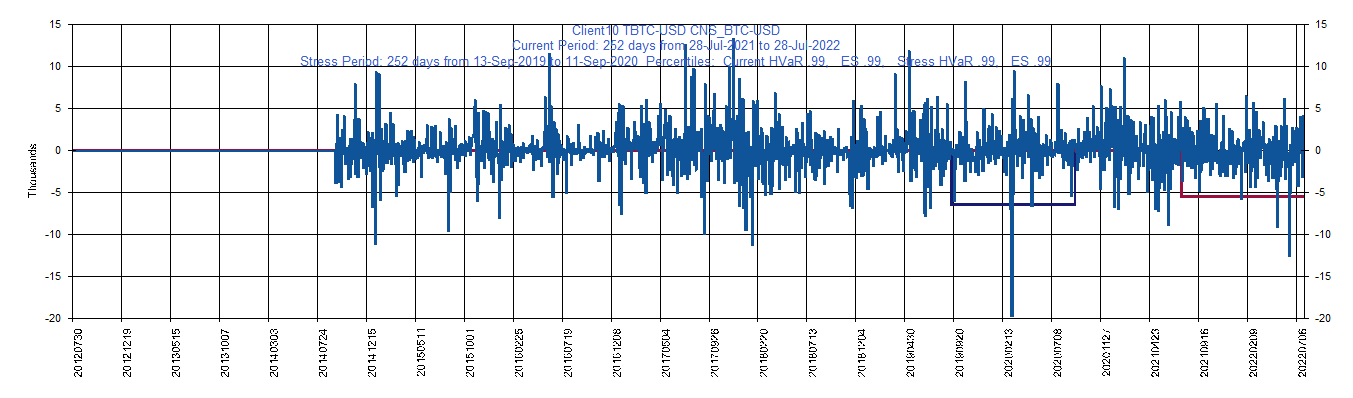 Client10 TBTC-USD CNS_BTC-USD
Current Period: 252 days from 28-Jul-2021 to 28-Jul-2022
Stress Period: 252 days from 13-Sep-2019 to 11-Sep-2020 Percentiles: Current HVaR .99, ES .99, Stress HVaR .99, ES .99
15 15
10 10
5 5
0 0
-5 -5
-10 -10
-15 -15
-20 -20
Thousands
20120730 20121219 20130515 20131007 20140303 20140724 20141215 20150511 20151001 20160225 20160719 20161208 20170504 20170926 20180220 20180713 20181204 20190430 20190920 20200213 20200708 20201127 20210423 20210916 20220209 20220706